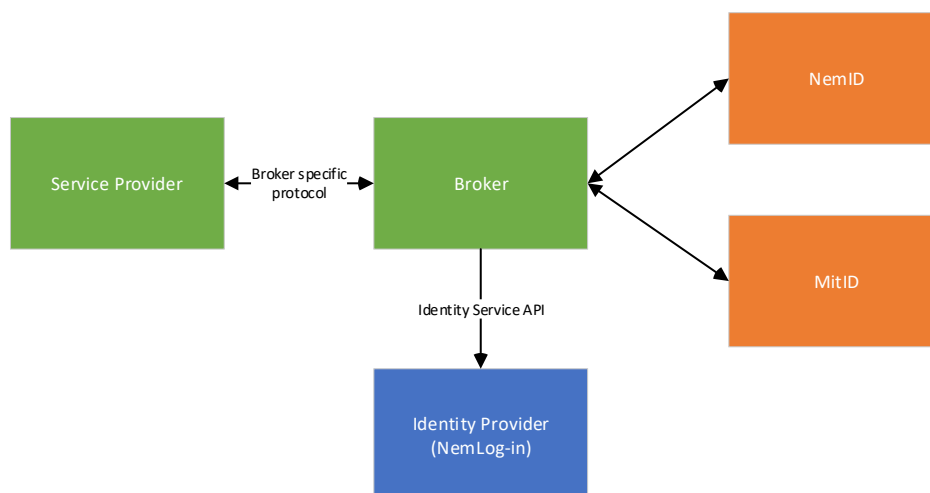 NemID
Service Provider
Broker specific
protocol
Broker
MitID
Identity Service API
Identity Provider
(NemLog-in)